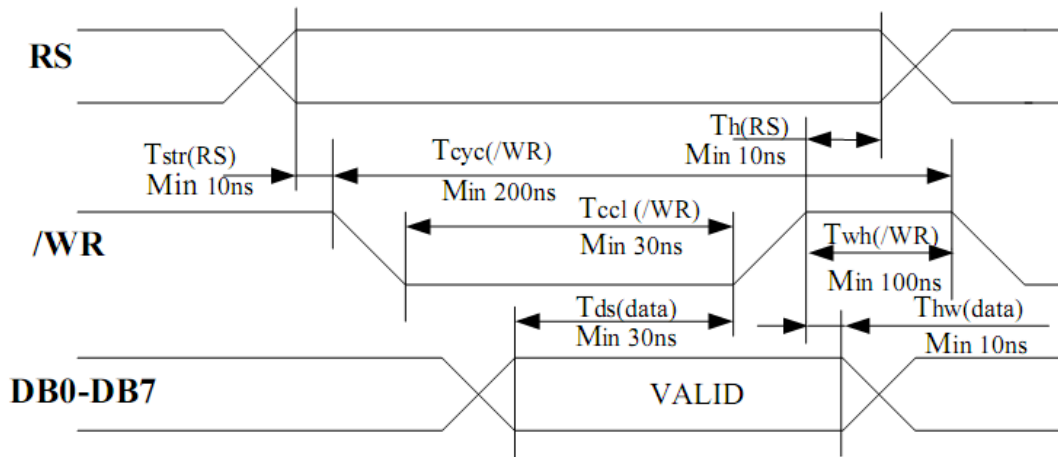 RS
Th(RS)
Tstr(RS)
Tcyc(/WR)
Min 10ns
Min 10ns
Min 200ns
Tccl (/WR)
/WR
Min 30ns
Twh(/WR)
Min 100ns
Tds(data)
Thw(data)
Min 30ns
Min 10ns
DB0-DB7
VALID